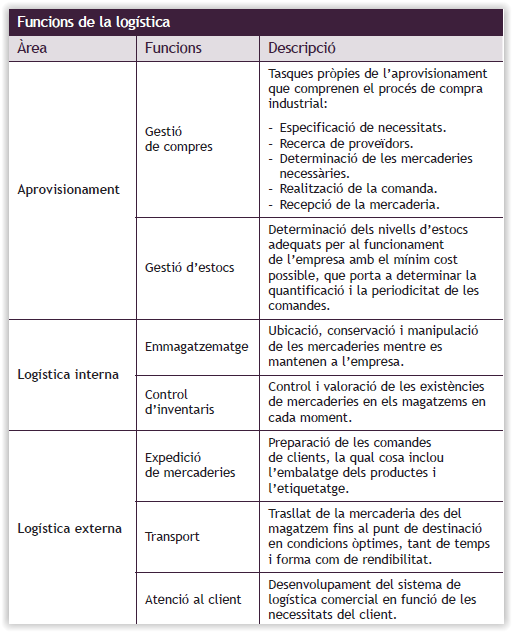 Funcions de la logística
Àrea
Funcions
Descripció
Aprovisionament
Gestió
de compres
Tasques pròpies de l'aprovisionament
que comprenen el procés de compra
industrial:
- Especificació de necessitats.
- Recerca de proveïdors.
- Determinació de les mercaderies
necessàries.
- Realització de la comanda.
- Recepció de la mercaderia.
Gestió d'estocs
Determinació dels nivells d'estocs
adequats per al funcionament
de l'empresa amb el mínim cost
possible, que porta a determinar la
quantificació i la periodicitat de les
comandes.
Logística interna
Emmagatzematge
Ubicació, conservació i manipulació
de les mercaderies mentre es
mantenen a l'empresa.
Control
d'inventaris
Control i valoració de les existències
de mercaderies en els magatzems en
cada moment.
Logística externa
Expedició
de mercaderies
Preparació de les comandes
de clients, la qual cosa inclou
l'embalatge dels productes i
l'etiquetatge.
Transport
Trasllat de la mercaderia des del
magatzem fins al punt de destinació
en condicions òptimes, tant de temps
i forma com de rendibilitat.
Atenció al client
Desenvolupament del sistema de
logística comercial en funció de les
necessitats del client.